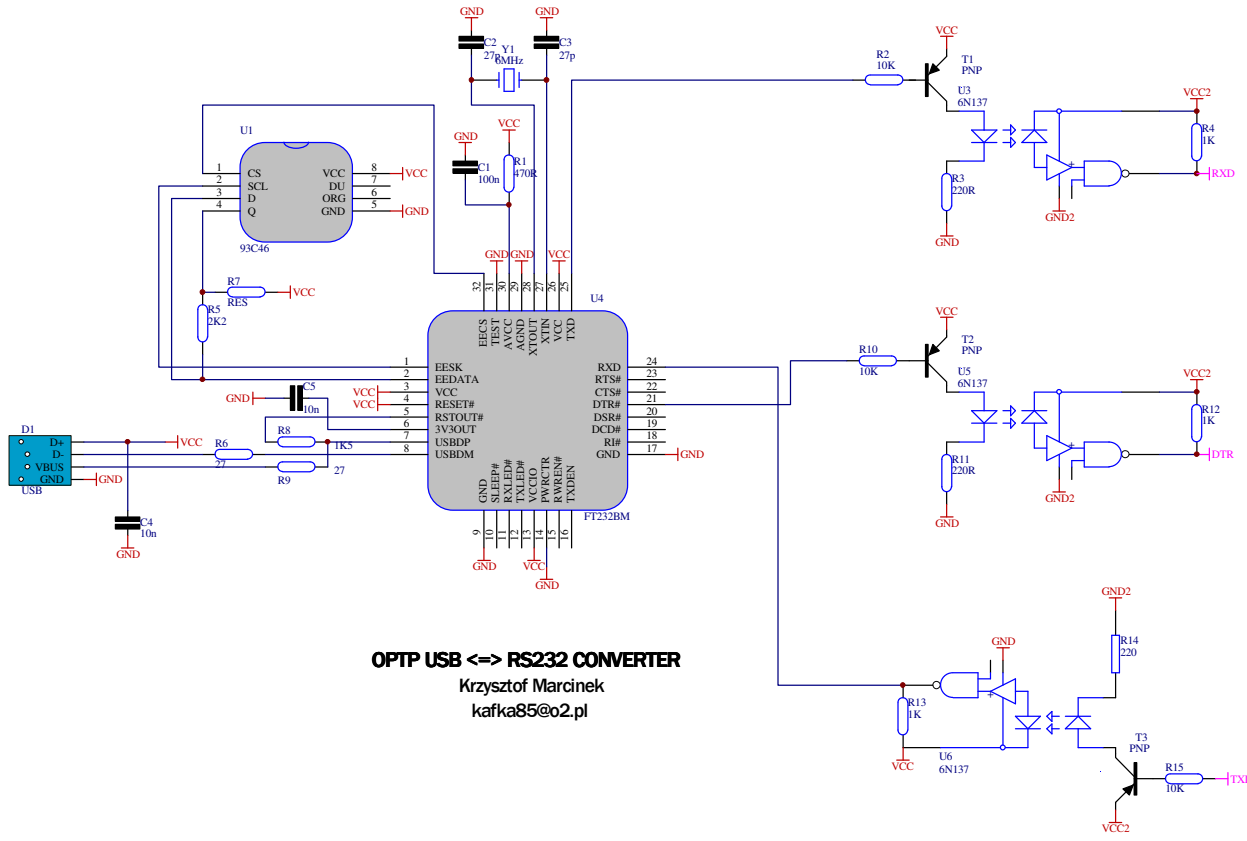 GND
GND
C2
27p
Y1
6MHz
C3
27p
VCC
R2
10K
T1
PNP
U3
6N137
VCC2
R4
1K
RXD
R3
220R
GND
GND2
U1
1
2
3
4
CS
SCL
D
Q
VCC
DU
ORG
GND
8
7
6
5
VCC
GND
93C46
GND
C1
100n
VCC
R1
470R
R7
RES
VCC
R5
2K2
GND
GND
VCC
32
31
30
29
28
27
26
25
EECS
TEST
AVCC
AGND
XTOUT
XTIN
VCC
TXD
U4
1
2
3
4
5
6
7
8
EESK
EEDATA
VCC
RESET#
RSTOUT#
3V3OUT
USBDP
USBDM
RXD
RTS#
CTS#
DTR#
DSR#
DCD#
RI#
GND
24
23
22
21
20
19
18
17
GND
GND
SLEEP#
RXLED#
TXLED#
VCCIO
PWRCTR
RWREN#
TXDEN
9
10
11
12
13
14
15
16
FT232BM
GND
VCC
GND
VCC
VCC
GND
C5
10n
R8
1K5
R6
27
R9
27
D1
D+
D-
VBUS
GND
USB
VCC
GND
C4
10n
GND
VCC
R10
10K
T2
PNP
U5
6N137
VCC2
R12
1K
DTR
R11
220R
GND
GND2
GND2
R14
220
GND
R13
1K
VCC
U6
6N137
T3
PNP
R15
10K
VCC2
OPTP USB <=> RS232 CONVERTER
Krzysztof Marcinek
kafka85@o2.pl